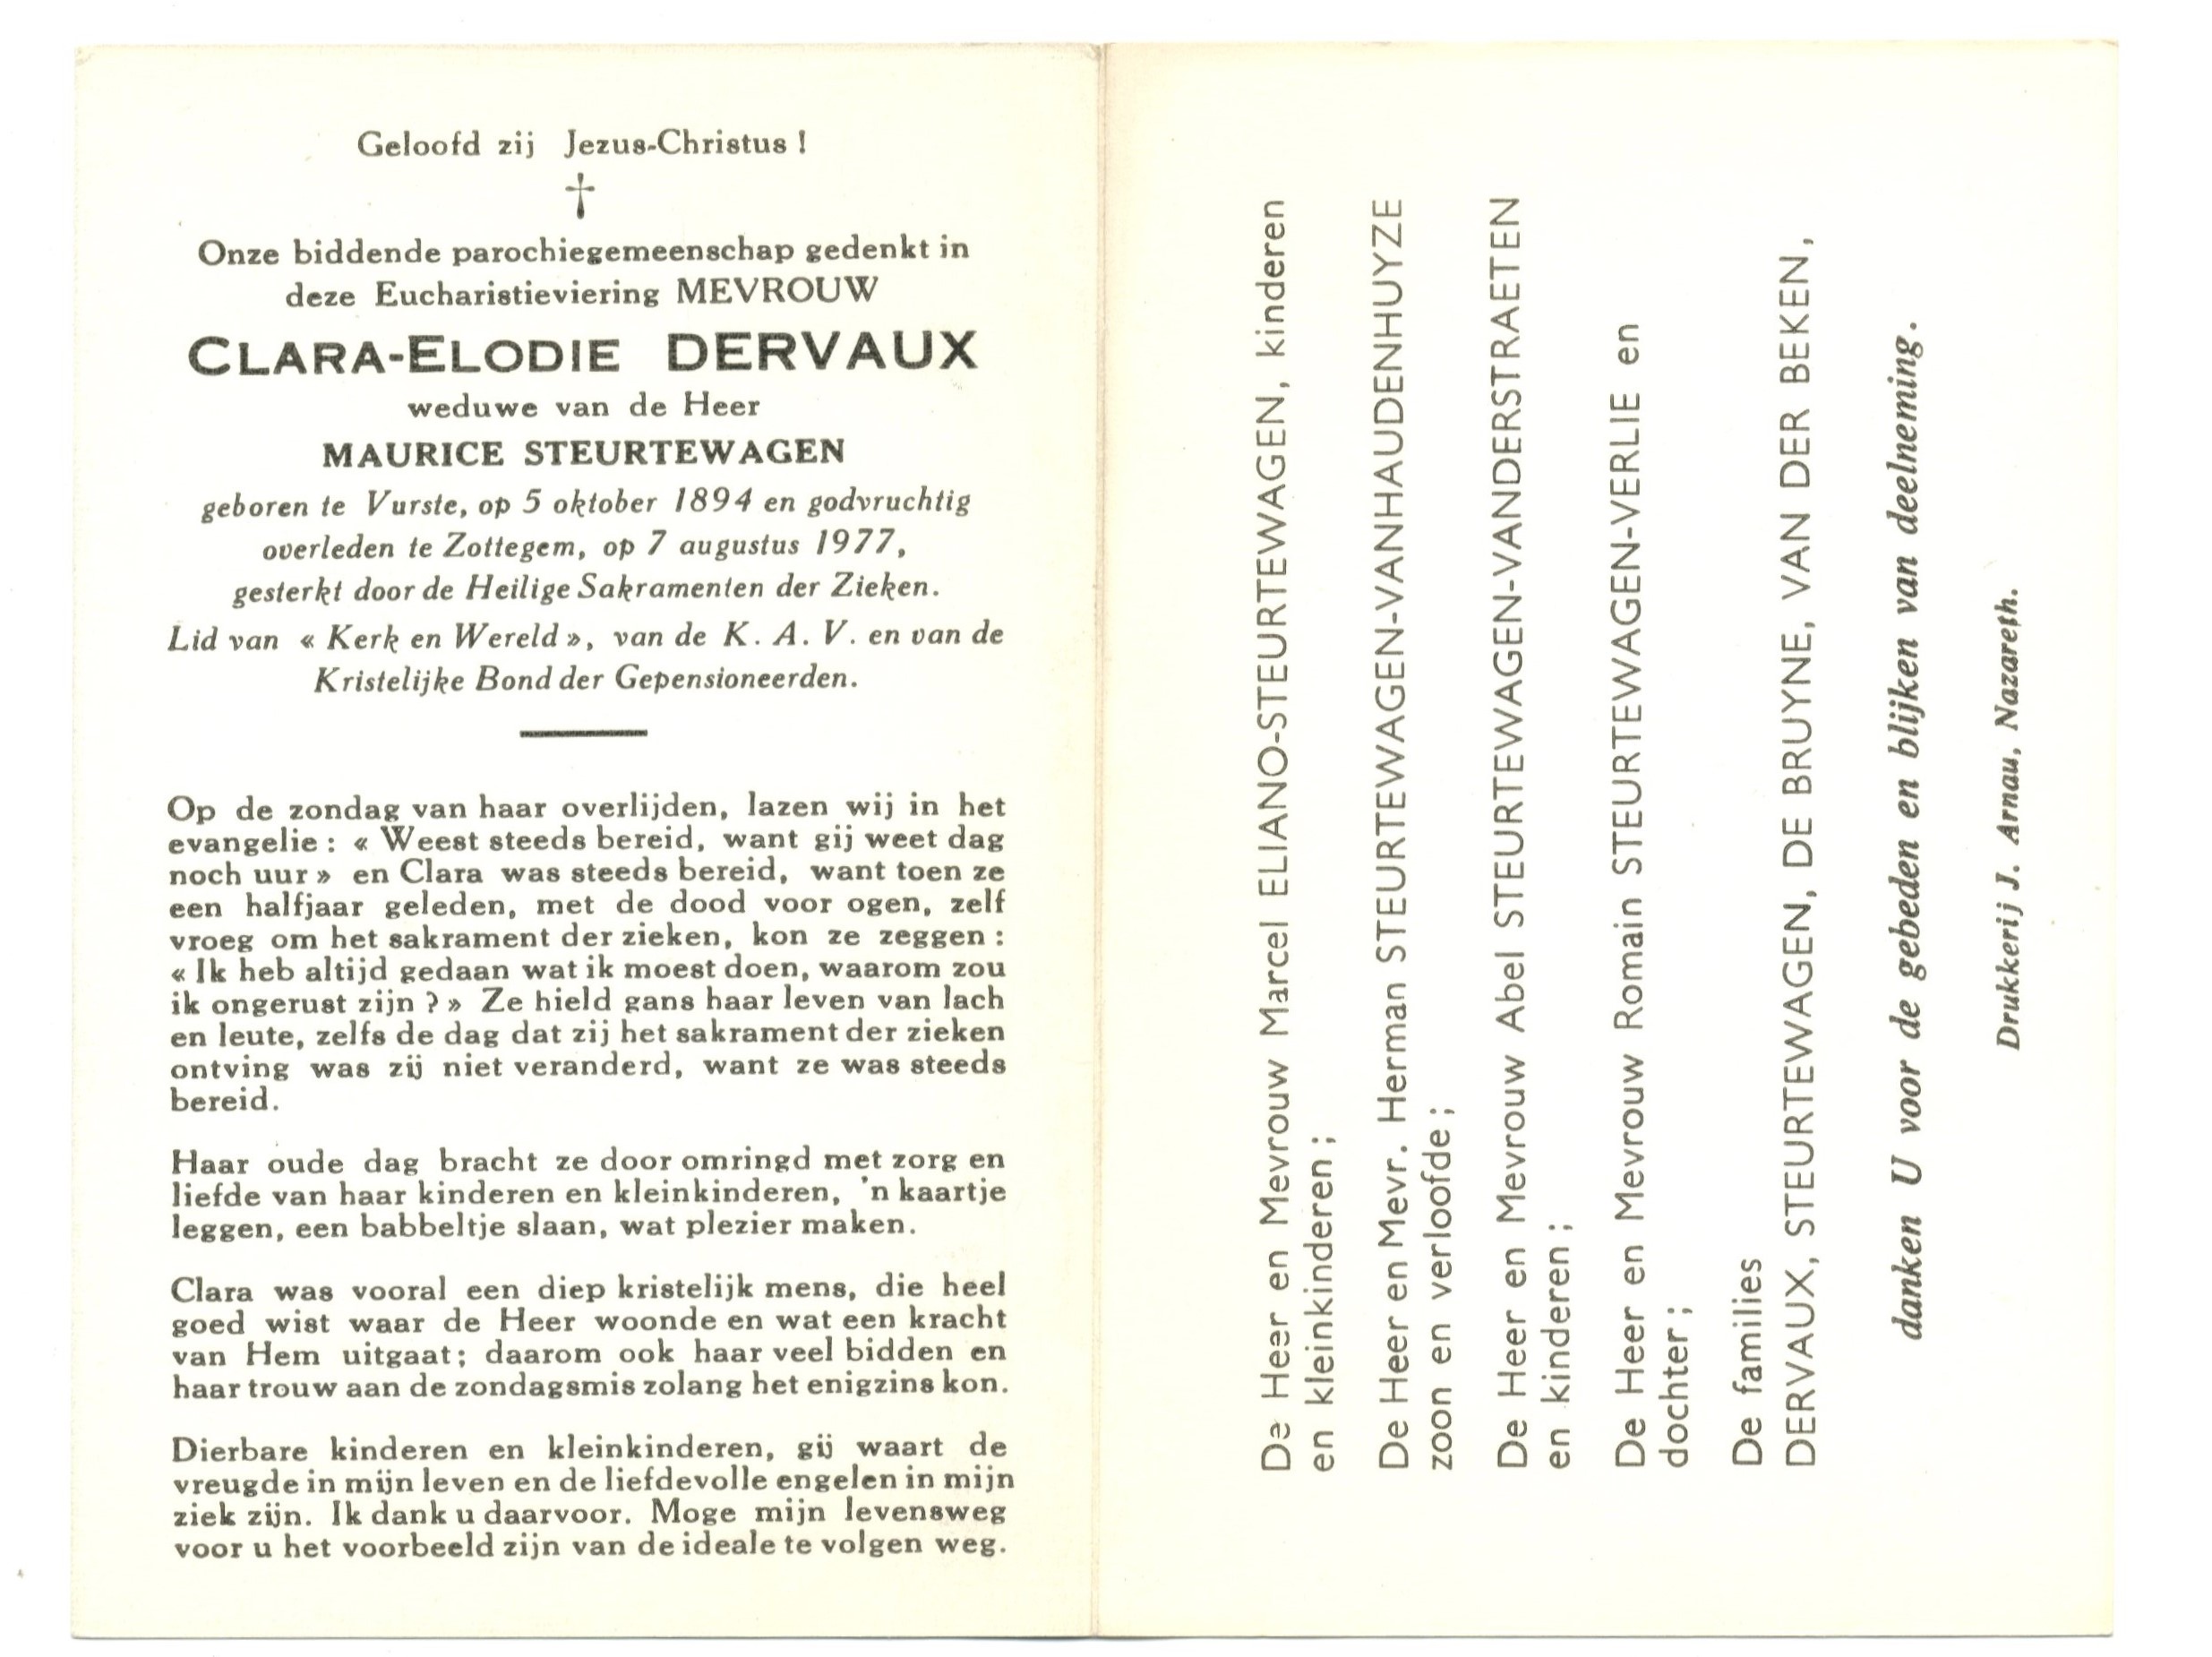 Geloofd zij Jezus-Christus !
†
Onze biddende parochiegemeenschap gedenkt in
deze Eucharistieviering MEVROUW
CLARA-ELODIE DERVAUX
weduwe van de Heer
MAURICE STEURTEWAGEN
geboren te Vurste, op 5 oktober 1894 en godvruchtig
overleden te Zottegem, op 7 augustus 1977,
gesterkt door de Heilige Sakramenten der Zieken.
Lid van « Kerk en Wereld », van de K. A. V. en van de
Kristelijke Bond der Gepensioneerden.
Op de zondag van haar overlijden, lazen wij in het
evangelie : « Weest steeds bereid, want gij weet dag
noch uur » en Clara was steeds bereid, want toen ze
een halfjaar geleden, met de dood voor ogen, zelf
vroeg om het sakrament der zieken, kon ze zeggen :
« Ik heb altijd gedaan wat ik moest doen, waarom zou
ik ongerust zijn ? » Ze hield gans haar leven van lach
en leute, zelfs de dag dat zij het sakrament der zieken
ontving was zij niet veranderd, want ze was steeds
bereid.
Haar oude dag bracht ze door omringd met zorg en
liefde van haar kinderen en kleinkinderen, 'n kaartje
leggen, een babbeltje slaan, wat plezier maken.
Clara was vooral een diep kristelijk mens, die heel
goed wist waar de Heer woonde en wat een kracht
van Hem uitgaat; daarom ook haar veel bidden en
haar trouw aan de zondagsmis zolang het enigzins kon.
Dierbare kinderen en kleinkinderen, gij waart de
vreugde in mijn leven en de liefdevolle engelen in mijn
ziek zijn. Ik dank u daarvoor. Moge mijn levensweg
voor u het voorbeeld zijn van de ideale te volgen weg.
De Heer en Mevrouw Marcel ELIANO-STEURTEWAGEN, kinderen
en kleinkinderen ;
De Heer en Mevr. Herman STEURTEWAGEN-VANHAUDENHUYZE
zoon en verloofde ;
De Heer en Mevrouw Abel STEURTEWAGEN-VANDERSTRAETEN
en kinderen ;
De Heer en Mevrouw Romain STEURTEWAGEN-VERLIE en
dochter ;
De families
DERVAUX, STEURTEWAGEN, DE BRUYNE, VAN DER BEKEN,
danken U voor de gebeden en blijken van deelneming.
Drukkerij J. Arnau, Nazareth.